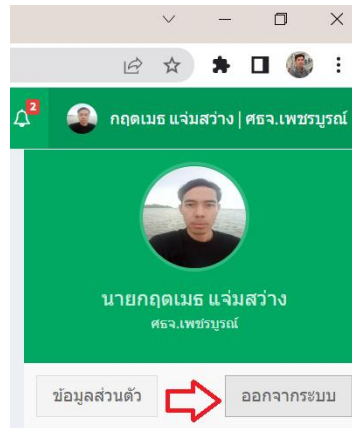 2
กฤตเมธ แจ่มสว่าง | ศธจ.เพชรบูรณ์
นายกฤตเมธ แจ่มสว่าง
ศธจ.เพชรบูรณ์
ข้อมูลส่วนตัว
ออกจากระบบ